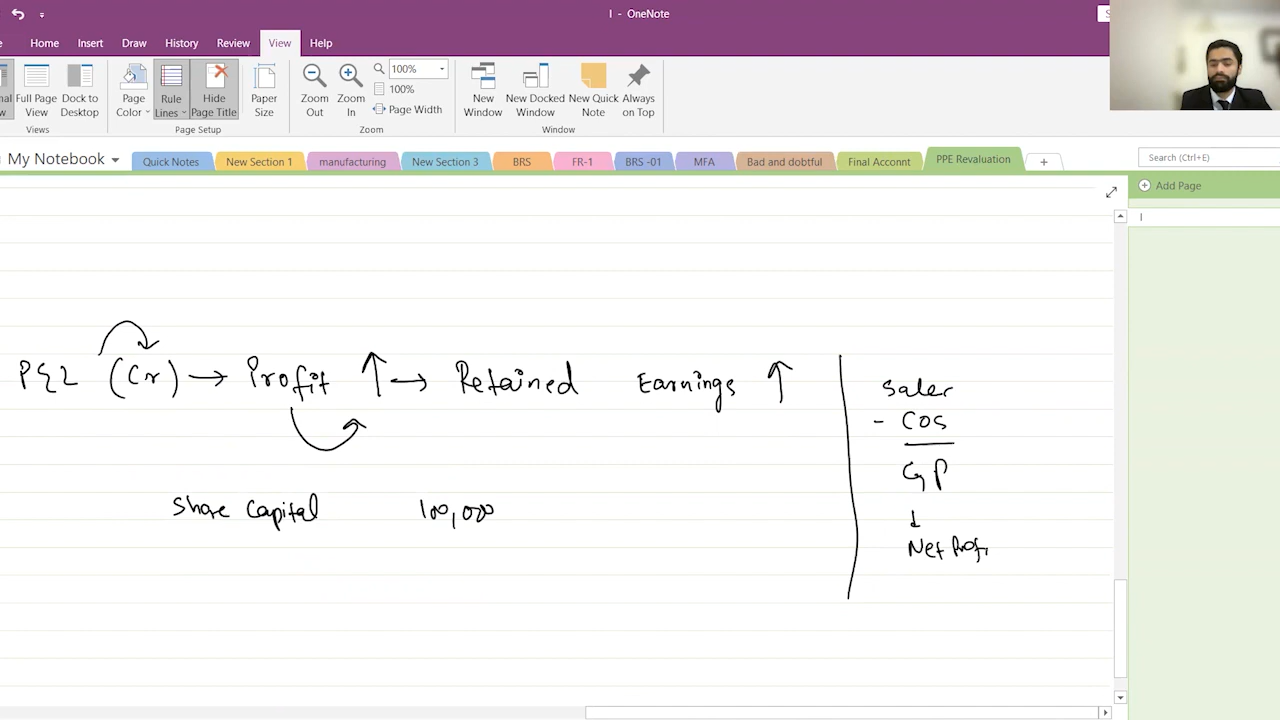 I - OneNote
Home Insert Draw History Review View Help
100%
100%
Page Width
Full Page View
Dock to Desktop
Page Color
Rule Lines
Hide Page Title
Paper Size
Zoom Out
Zoom In
New Window
New Docked Window
New Quick Note
Always on Top
Views Page Setup Zoom Window
My Notebook Quick Notes New Section 1 manufacturing New Section 3 BRS FR-1 BRS -01 MFA Bad and doubtful Final Acconnt PPE Revaluation +
Search (Ctrl+E)
Add Page
I
P&L (Cr) → Profit ↑ → Retained Earnings ↑
Share Capital 100,000
Sales
- COS
GP
↓
Net Prof